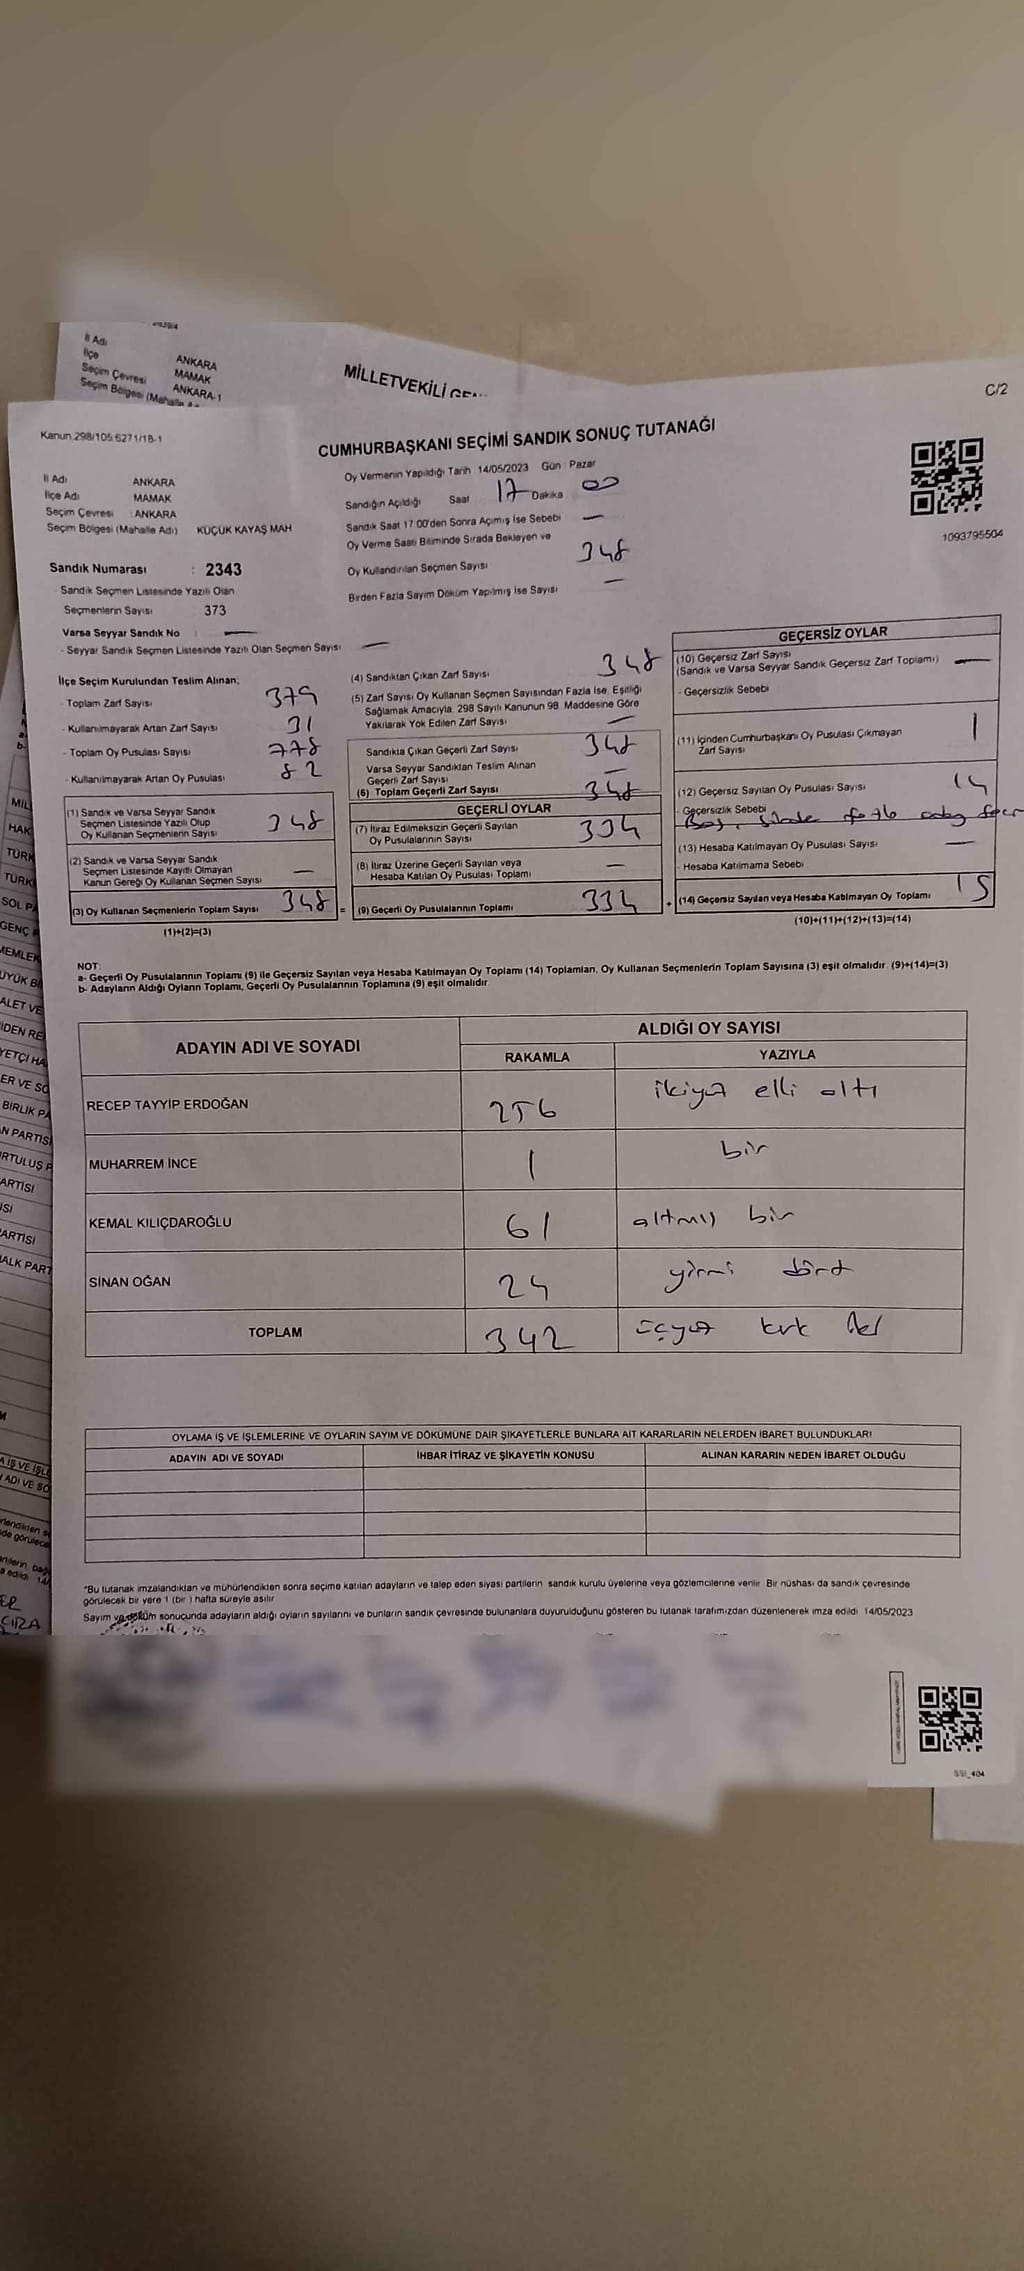 İl Adı
İlçe
Seçim Çevresi
Seçim Bölgesi (Mahalle
ANKARA
MAMAK
ANKARA-1
MİLLETVEKİLİ
C/2
Kanun:298/105 6271/18-1
CUMHURBAŞKANI SEÇİMİ SANDIK SONUÇ TUTANAĞI
İl Adı ANKARA
İlçe Adı MAMAK
Seçim Çevresi : ANKARA
Seçim Bölgesi (Mahalle Adı) KÜÇÜK KAYAŞ MAH
Oy Vermenin Yapıldığı Tarih 14/05/2023 Gün Pazar
Sandığın Açıldığı Saat 17 Dakika 00
Sandık Saat 17:00'den Sonra Açımış İse Sebebi —
Oy Verme Saati Bitiminde Sırada Bekleyen ve
Oy Kullandırılan Seçmen Sayısı 348
Birden Fazla Sayım Döküm Yapılmış İse Sayısı —
1093795504
Sandık Numarası : 2343
- Sandık Seçmen Listesinde Yazılı Olan
Seçmenlerin Sayısı 373
Varsa Seyyar Sandık No : —
- Seyyar Sandık Seçmen Listesinde Yazılı Olan Seçmen Sayısı —
İlçe Seçim Kurulundan Teslim Alınan;
- Toplam Zarf Sayısı 379
- Kullanılmayarak Artan Zarf Sayısı 31
- Toplam Oy Pusulası Sayısı 778
- Kullanılmayarak Artan Oy Pusulası 82
(1) Sandık ve Varsa Seyyar Sandık
Seçmen Listesinde Yazılı Olup
Oy Kullanan Seçmenlerin Sayısı 348
(2) Sandık ve Varsa Seyyar Sandık
Seçmen Listesinde Kayıtlı Olmayan
Kanun Gereği Oy Kullanan Seçmen Sayısı —
(3) Oy Kullanan Seçmenlerin Toplam Sayısı 348
(1)+(2)=(3)
(4) Sandıktan Çıkan Zarf Sayısı 348
(5) Zarf Sayısı Oy Kullanan Seçmen Sayısından Fazla İse, Eşitliği
Sağlamak Amacıyla, 298 Sayılı Kanunun 98. Maddesine Göre
Yakılarak Yok Edilen Zarf Sayısı —
Sandıkta Çıkan Geçerli Zarf Sayısı 348
Varsa Seyyar Sandıktan Teslim Alınan
Geçerli Zarf Sayısı —
(6) Toplam Geçerli Zarf Sayısı 348
GEÇERLİ OYLAR
(7) İtiraz Edilmeksizin Geçerli Sayılan
Oy Pusulalarının Sayısı 334
(8) İtiraz Üzerine Geçerli Sayılan veya
Hesaba Katılan Oy Pusulası Toplamı —
= (9) Geçerli Oy Pusulalarının Toplamı 334
GEÇERSİZ OYLAR
(10) Geçersiz Zarf Sayısı
(Sandık ve Varsa Seyyar Sandık Geçersiz Zarf Toplamı) —
- Geçersizlik Sebebi
(11) İçinden Cumhurbaşkanı Oy Pusulası Çıkmayan
Zarf Sayısı 1
(12) Geçersiz Sayılan Oy Pusulası Sayısı 14
- Geçersizlik Sebebi
(13) Hesaba Katılmayan Oy Pusulası Sayısı —
- Hesaba Katılmama Sebebi
+ (14) Geçersiz Sayılan veya Hesaba Katılmayan Oy Toplamı 15
(10)+(11)+(12)+(13)=(14)
NOT:
a- Geçerli Oy Pusulalarının Toplamı (9) ile Geçersiz Sayılan veya Hesaba Katılmayan Oy Toplamı (14) Toplamları, Oy Kullanan Seçmenlerin Toplam Sayısına (3) eşit olmalıdır. (9)+(14)=(3)
b- Adayların Aldığı Oyların Toplamı, Geçerli Oy Pusulalarının Toplamına (9) eşit olmalıdır
ADAYIN ADI VE SOYADI
ALDIĞI OY SAYISI
RAKAMLA YAZIYLA
RECEP TAYYİP ERDOĞAN 256 ikiyüz elli altı
MUHARREM İNCE 1 bir
KEMAL KILIÇDAROĞLU 61 altmış bir
SİNAN OĞAN 24 yirmi dört
TOPLAM 342 üçyüz kırk iki
OYLAMA İŞ VE İŞLEMLERİNE VE OYLARIN SAYIM VE DÖKÜMÜNE DAİR ŞİKAYETLERLE BUNLARA AİT KARARLARIN NELERDEN İBARET BULUNDUKLARI
ADAYIN ADI VE SOYADI İHBAR İTİRAZ VE ŞİKAYETİN KONUSU ALINAN KARARIN NEDEN İBARET OLDUĞU
*Bu tutanak imzalandıktan ve mühürlendikten sonra seçime katılan adayların ve talep eden siyasi partilerin sandık kurulu üyelerine veya gözlemcilerine verilir. Bir nüshası da sandık çevresinde
görülecek bir yere 1 (bir ) hafta süreyle asılır
Sayım ve döküm sonucunda adayların aldığı oyların sayılarını ve bunların sandık çevresinde bulunanlara duyurulduğunu gösteren bu tutanak tarafımızdan düzenlenerek imza edildi 14/05/2023
SSI_404